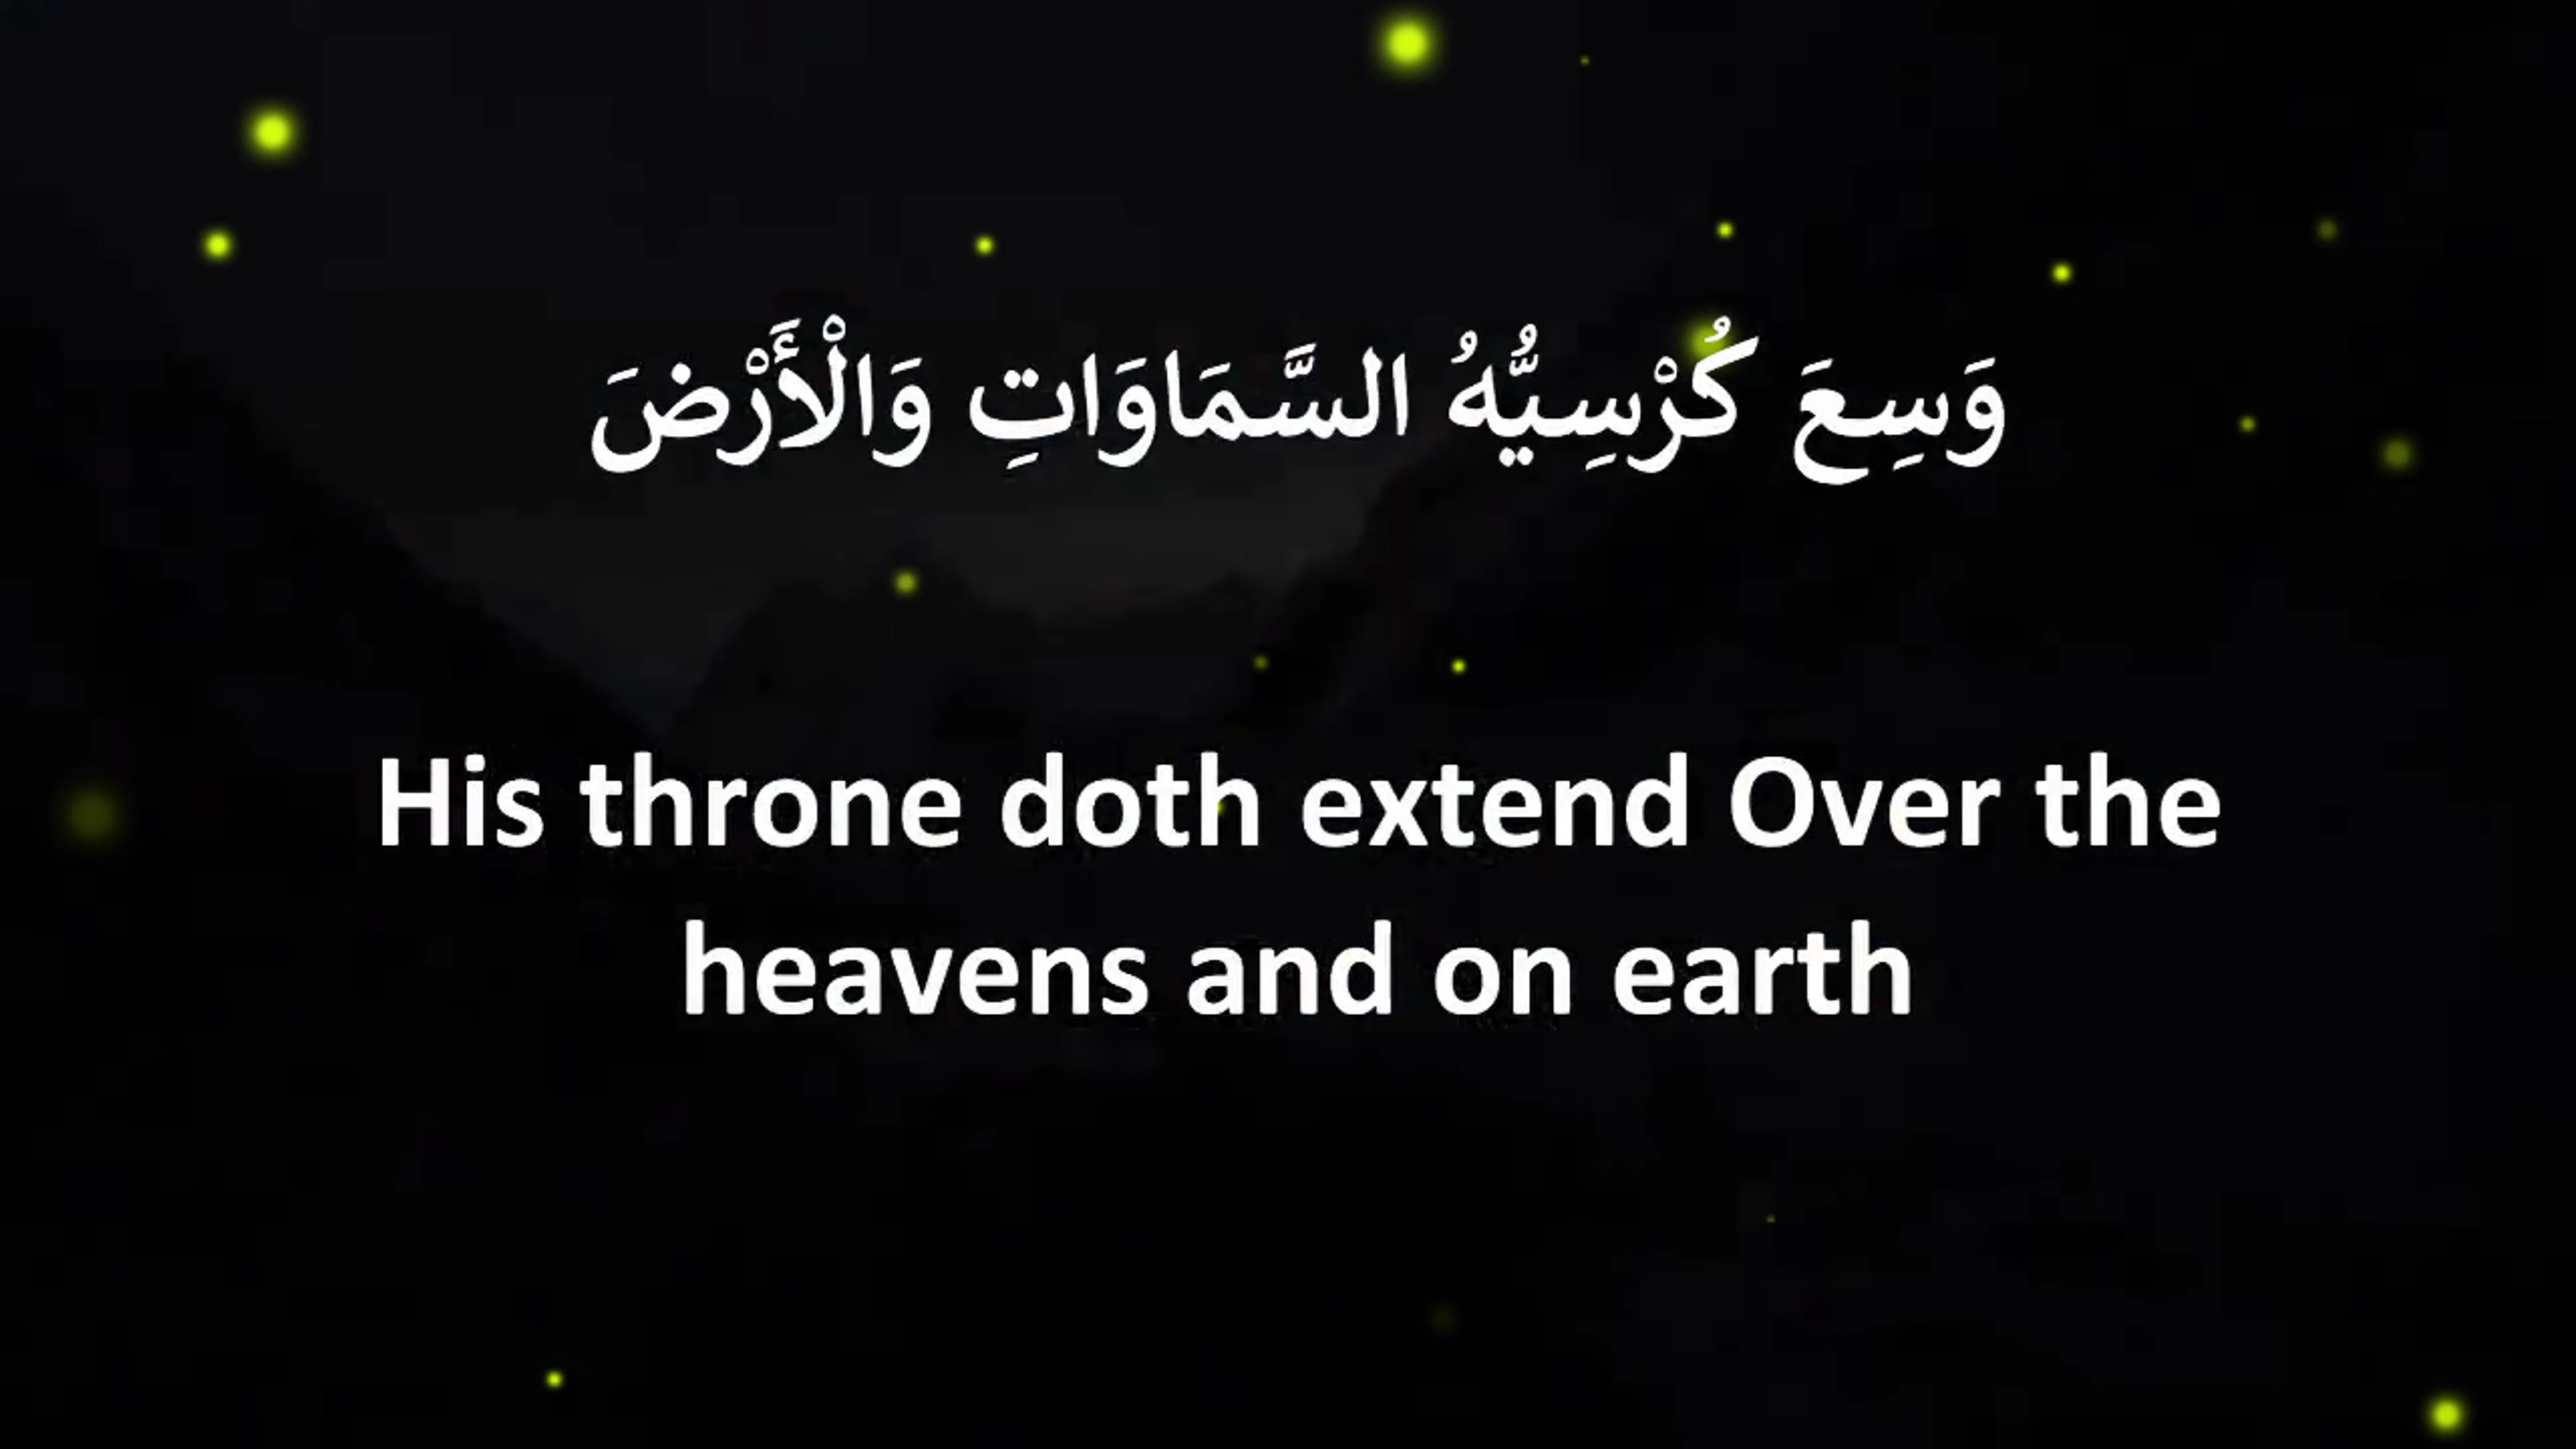 وَسِعَ كُرْسِيُّهُ السَّمَاوَاتِ وَالْأَرْضَ
His throne doth extend Over the
heavens and on earth